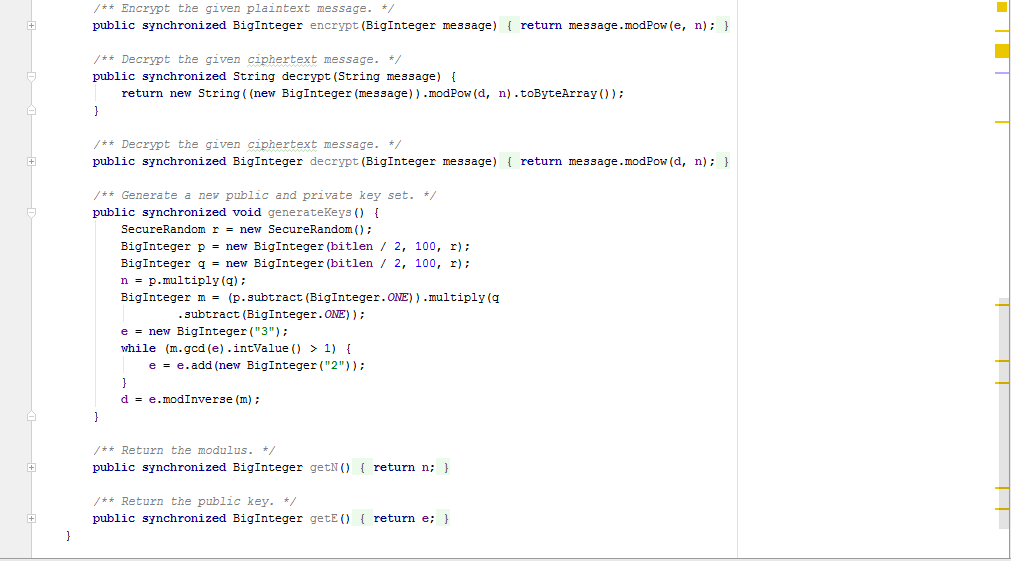 /** Encrypt the given plaintext message. */
public synchronized BigInteger encrypt(BigInteger message) { return message.modPow(e, n); }
/** Decrypt the given ciphertext message. */
public synchronized String decrypt(String message) {
return new String((new BigInteger(message)).modPow(d, n).toByteArray());
}
/** Decrypt the given ciphertext message. */
public synchronized BigInteger decrypt(BigInteger message) { return message.modPow(d, n); }
/** Generate a new public and private key set. */
public synchronized void generateKeys() {
SecureRandom r = new SecureRandom();
BigInteger p = new BigInteger(bitlen / 2, 100, r);
BigInteger q = new BigInteger(bitlen / 2, 100, r);
n = p.multiply(q);
BigInteger m = (p.subtract(BigInteger.ONE)).multiply(q
.subtract(BigInteger.ONE));
e = new BigInteger("3");
while (m.gcd(e).intValue() > 1) {
e = e.add(new BigInteger("2"));
}
d = e.modInverse(m);
}
/** Return the modulus. */
public synchronized BigInteger getN() { return n; }
/** Return the public key. */
public synchronized BigInteger getE() { return e; }
}